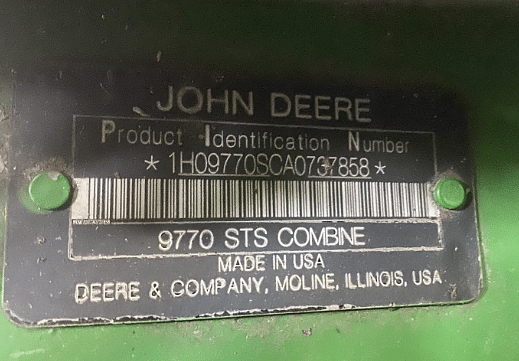 JOHN DEERE
Product Identification Number
*1H09770SCA0737858*
9770 STS COMBINE
MADE IN USA
DEERE & COMPANY, MOLINE, ILLINOIS, USA